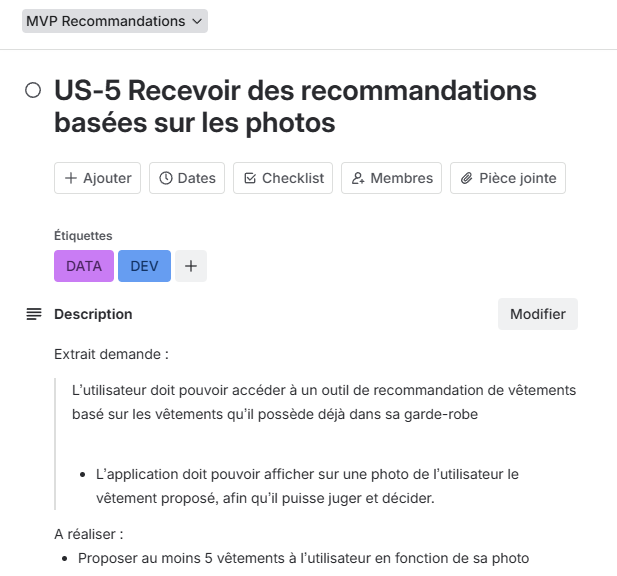 MVP Recommandations
US-5 Recevoir des recommandations
basées sur les photos
Ajouter
Dates
Checklist
Membres
Pièce jointe
Étiquettes
DATA
DEV
Description
Modifier
Extrait demande :
L'utilisateur doit pouvoir accéder à un outil de recommandation de vêtements
basé sur les vêtements qu'il possède déjà dans sa garde-robe
• L'application doit pouvoir afficher sur une photo de l'utilisateur le
vêtement proposé, afin qu'il puisse juger et décider.
A réaliser :
• Proposer au moins 5 vêtements à l'utilisateur en fonction de sa photo